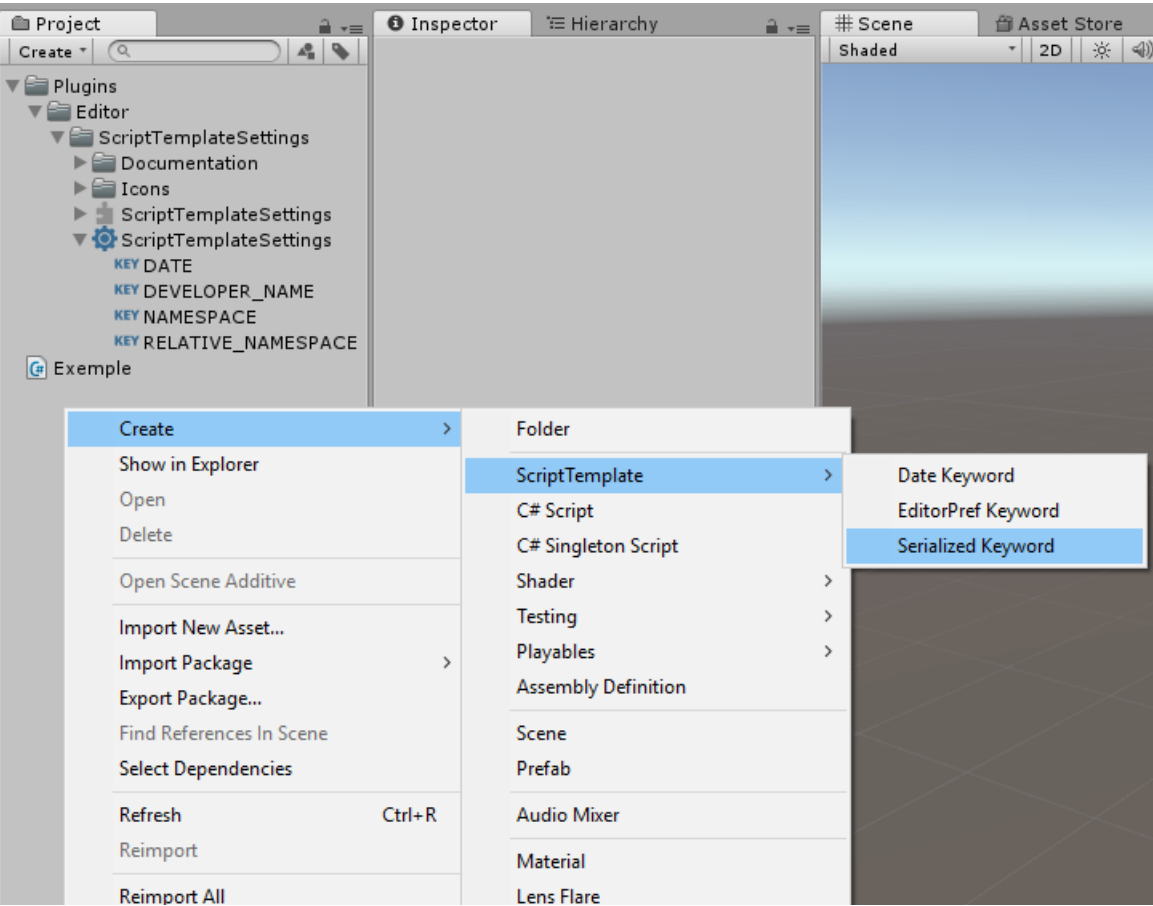 Project
Inspector
Hierarchy
Scene
Asset Store
Create
Shaded
2D
Plugins
Editor
ScriptTemplateSettings
Documentation
Icons
ScriptTemplateSettings
ScriptTemplateSettings
KEY DATE
KEY DEVELOPER_NAME
KEY NAMESPACE
KEY RELATIVE_NAMESPACE
C# Exemple
Create
Show in Explorer
Open
Delete
Open Scene Additive
Import New Asset...
Import Package
Export Package...
Find References In Scene
Select Dependencies
Refresh Ctrl+R
Reimport
Reimport All
Folder
ScriptTemplate
C# Script
C# Singleton Script
Shader
Testing
Playables
Assembly Definition
Scene
Prefab
Audio Mixer
Material
Lens Flare
Date Keyword
EditorPref Keyword
Serialized Keyword